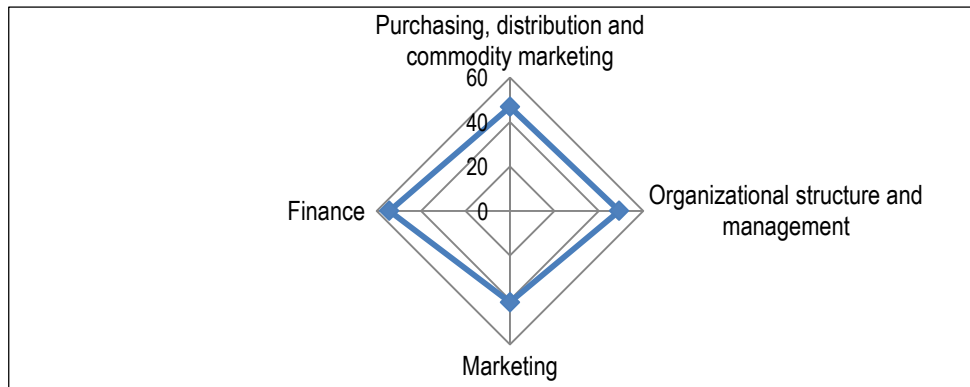 Purchasing, distribution and
commodity marketing
60
40
20
0
Finance
Organizational structure and
management
Marketing